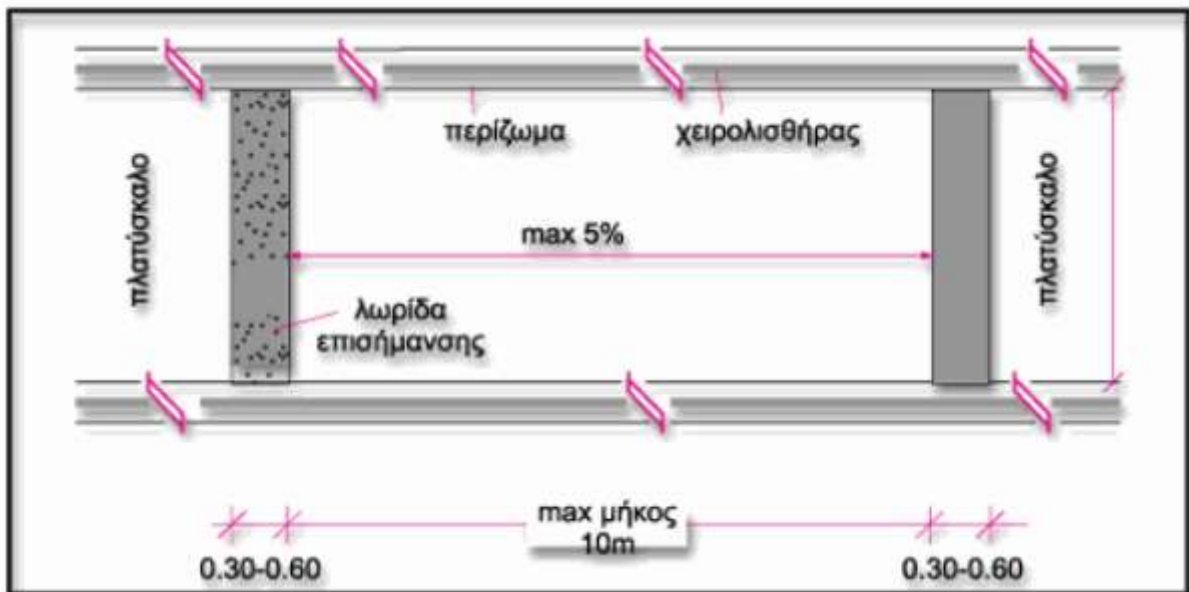 περίζωμα
χειρολισθήρας
πλατύσκαλο
max 5%
πλατύσκαλο
λωρίδα
επισήμανσης
max μήκος
10m
0.30-0.60
0.30-0.60